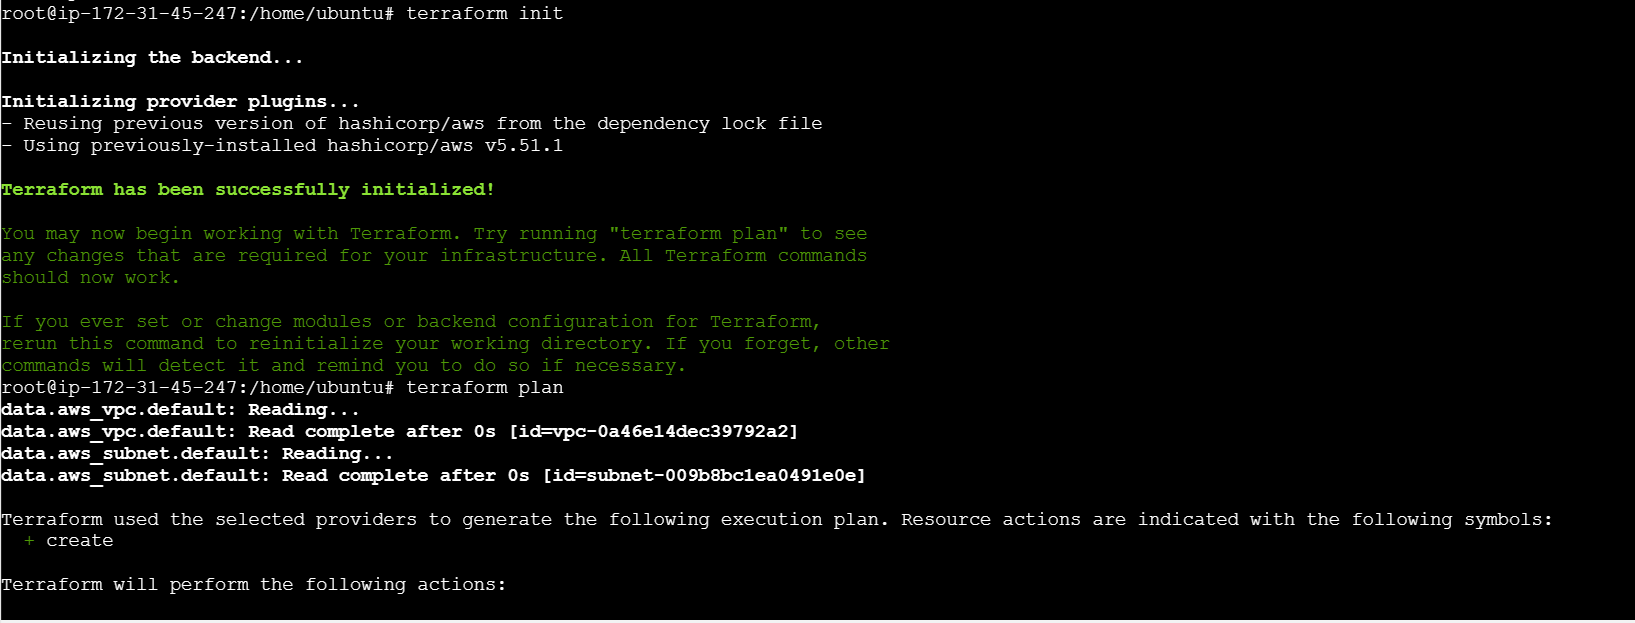 root@ip-172-31-45-247:/home/ubuntu# terraform init
Initializing the backend...
Initializing provider plugins...
- Reusing previous version of hashicorp/aws from the dependency lock file
- Using previously-installed hashicorp/aws v5.51.1
Terraform has been successfully initialized!
You may now begin working with Terraform. Try running "terraform plan" to see
any changes that are required for your infrastructure. All Terraform commands
should now work.
If you ever set or change modules or backend configuration for Terraform,
rerun this command to reinitialize your working directory. If you forget, other
commands will detect it and remind you to do so if necessary.
root@ip-172-31-45-247:/home/ubuntu# terraform plan
data.aws_vpc.default: Reading...
data.aws_vpc.default: Read complete after 0s [id=vpc-0a46e14dec39792a2]
data.aws_subnet.default: Reading...
data.aws_subnet.default: Read complete after 0s [id=subnet-009b8bc1ea0491e0e]
Terraform used the selected providers to generate the following execution plan. Resource actions are indicated with the following symbols:
+ create
Terraform will perform the following actions: